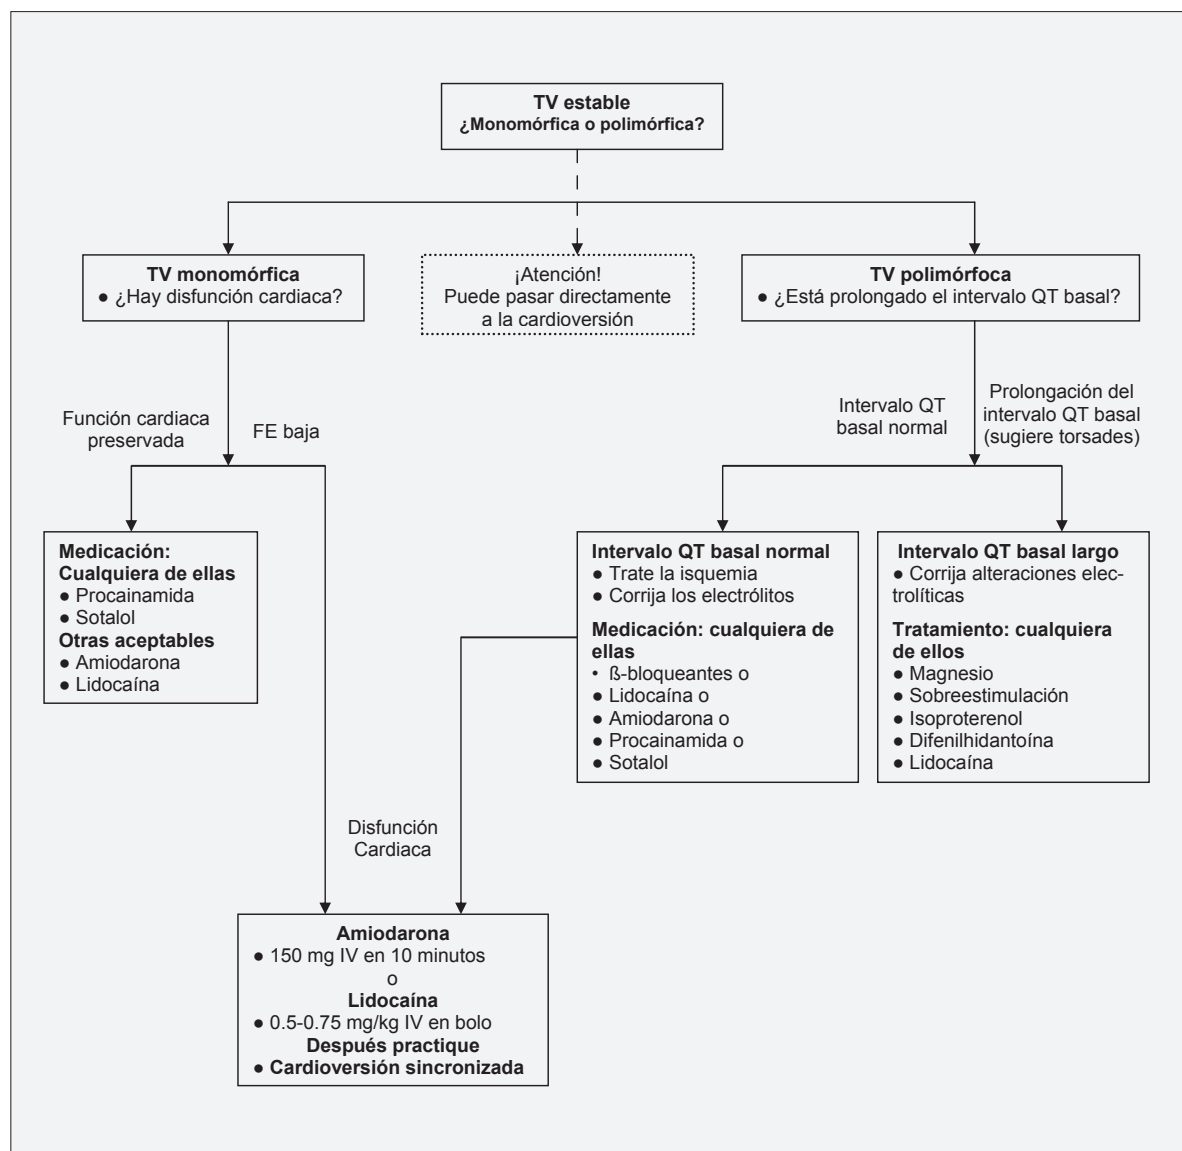 TV estable
¿Monomórfica o polimórfica?
TV monomórfica
● ¿Hay disfunción cardiaca?
¡Atención!
Puede pasar directamente
a la cardioversión
TV polimórfoca
● ¿Está prolongado el intervalo QT basal?
Función cardiaca
preservada
FE baja
Intervalo QT
basal normal
Prolongación del
intervalo QT basal
(sugiere torsades)
Medicación:
Cualquiera de ellas
● Procainamida
● Sotalol
Otras aceptables
● Amiodarona
● Lidocaína
Intervalo QT basal normal
● Trate la isquemia
● Corrija los electrólitos
Medicación: cualquiera de
ellas
• ß-bloqueantes o
● Lidocaína o
● Amiodarona o
● Procainamida o
● Sotalol
Intervalo QT basal largo
● Corrija alteraciones elec-
trolíticas
Tratamiento: cualquiera
de ellos
● Magnesio
● Sobreestimulación
● Isoproterenol
● Difenilhidantoína
● Lidocaína
Disfunción
Cardiaca
Amiodarona
● 150 mg IV en 10 minutos
o
Lidocaína
● 0.5-0.75 mg/kg IV en bolo
Después practique
● Cardioversión sincronizada